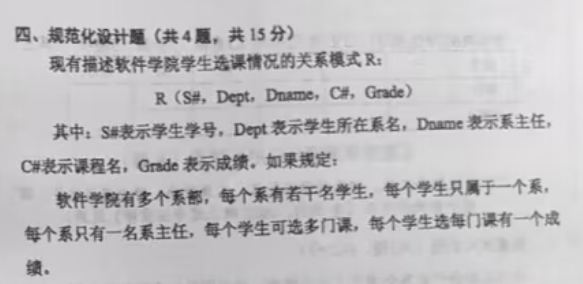 四、规范化设计题（共 4 题，共 15 分）
现有描述软件学院学生选课情况的关系模式 R：
R（S#，Dept，Dname，C#，Grade）
其中：S#表示学生学号，Dept 表示学生所在系名，Dname 表示系主任，
C#表示课程名，Grade 表示成绩。如果规定：
软件学院有多个系部，每个系有若干名学生，每个学生只属于一个系，
每个系只有一名系主任，每个学生可选多门课，每个学生选每门课有一个成
绩。